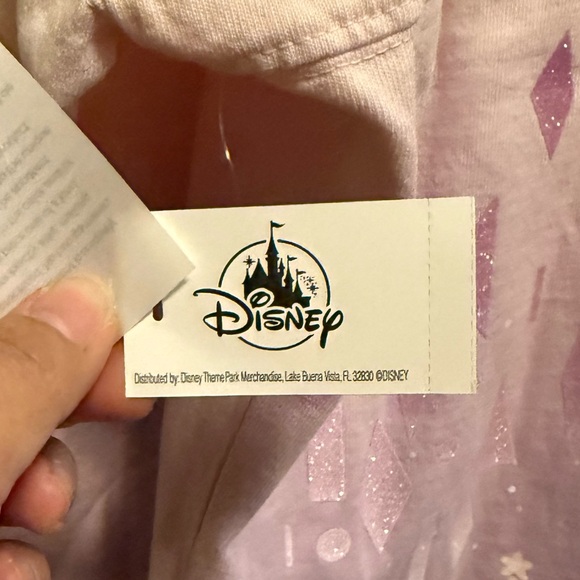 Disney
Distributed by: Disney Theme Park Merchandise, Lake Buena Vista, FL 32830 ©DISNEY